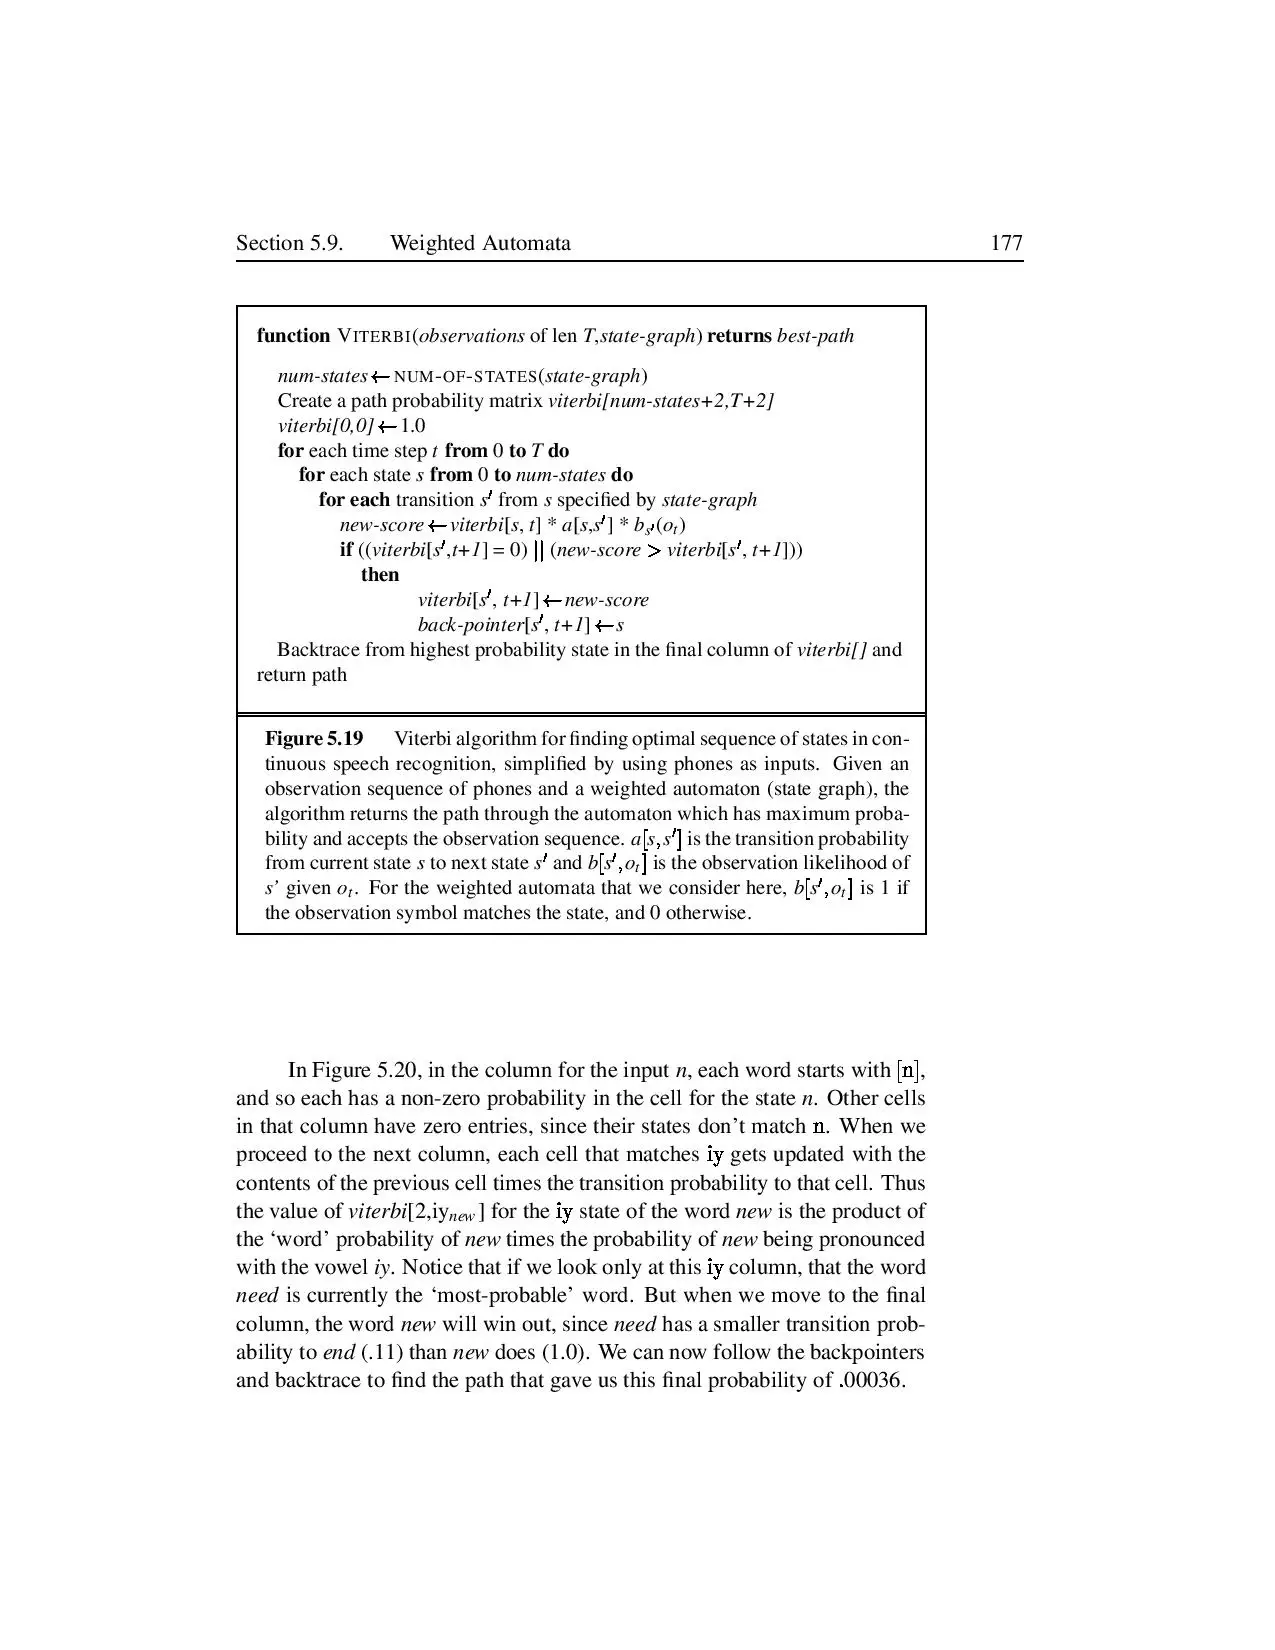 Section 5.9. Weighted Automata 177
function VITERBI(observations of len T,state-graph) returns best-path
num-states←NUM-OF-STATES(state-graph)
Create a path probability matrix viterbi[num-states+2,T+2]
viterbi[0,0]←1.0
for each time step t from 0 to T do
for each state s from 0 to num-states do
for each transition s′ from s specified by state-graph
new-score←viterbi[s, t] * a[s,s′] * bs′(ot)
if ((viterbi[s′,t+1] = 0) || (new-score > viterbi[s′, t+1]))
then
viterbi[s′, t+1]←new-score
back-pointer[s′, t+1]←s
Backtrace from highest probability state in the final column of viterbi[] and
return path
Figure 5.19 Viterbi algorithm for finding optimal sequence of states in con-
tinuous speech recognition, simplified by using phones as inputs. Given an
observation sequence of phones and a weighted automaton (state graph), the
algorithm returns the path through the automaton which has maximum proba-
bility and accepts the observation sequence. a[s,s′] is the transition probability
from current state s to next state s′ and b[s′,ot] is the observation likelihood of
s’ given ot. For the weighted automata that we consider here, b[s′,ot] is 1 if
the observation symbol matches the state, and 0 otherwise.
In Figure 5.20, in the column for the input n, each word starts with [n],
and so each has a non-zero probability in the cell for the state n. Other cells
in that column have zero entries, since their states don’t match n. When we
proceed to the next column, each cell that matches iy gets updated with the
contents of the previous cell times the transition probability to that cell. Thus
the value of viterbi[2,iynew] for the iy state of the word new is the product of
the ‘word’ probability of new times the probability of new being pronounced
with the vowel iy. Notice that if we look only at this iy column, that the word
need is currently the ‘most-probable’ word. But when we move to the final
column, the word new will win out, since need has a smaller transition prob-
ability to end (.11) than new does (1.0). We can now follow the backpointers
and backtrace to find the path that gave us this final probability of .00036.